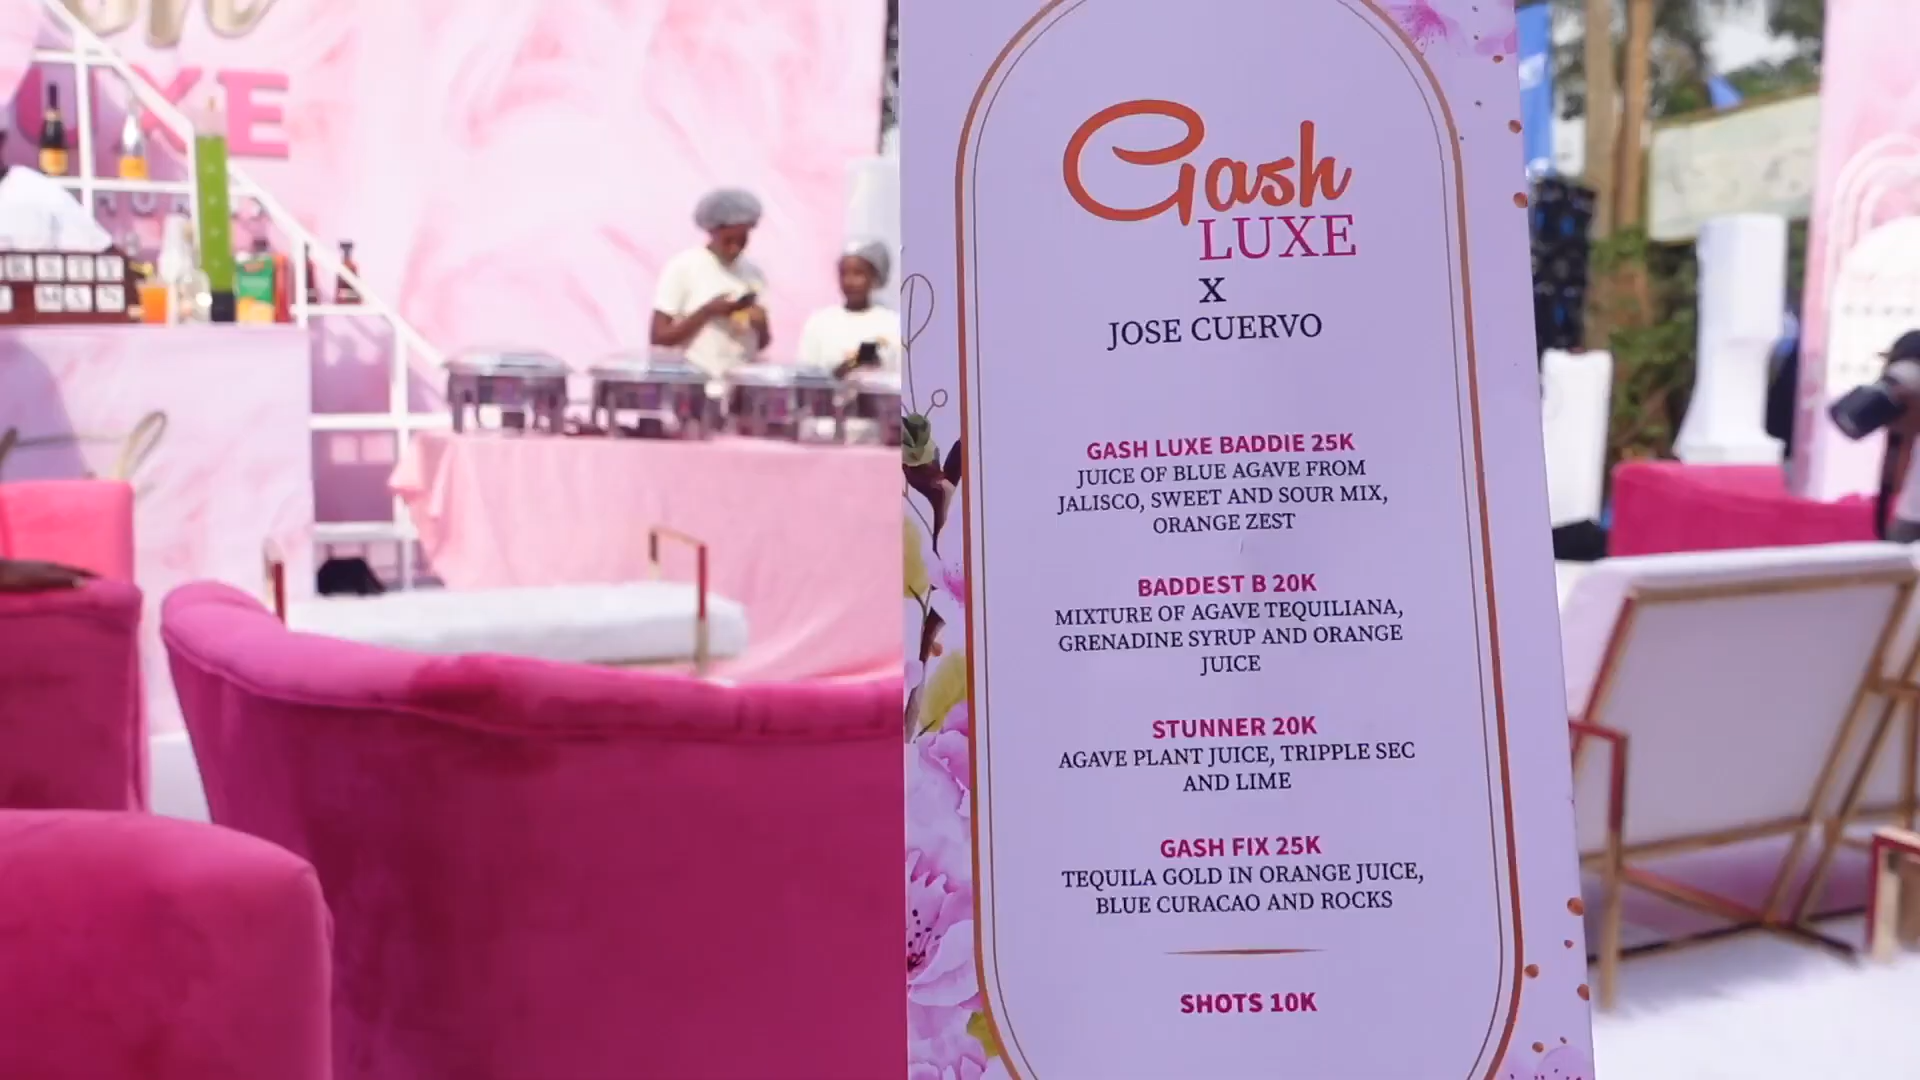 Gash
LUXE
X
JOSE CUERVO
GASH LUXE BADDIE 25K
JUICE OF BLUE AGAVE FROM
JALISCO, SWEET AND SOUR MIX,
ORANGE ZEST
BADDEST B 20K
MIXTURE OF AGAVE TEQUILIANA,
GRENADINE SYRUP AND ORANGE
JUICE
STUNNER 20K
AGAVE PLANT JUICE, TRIPPLE SEC
AND LIME
GASH FIX 25K
TEQUILA GOLD IN ORANGE JUICE,
BLUE CURACAO AND ROCKS
SHOTS 10K